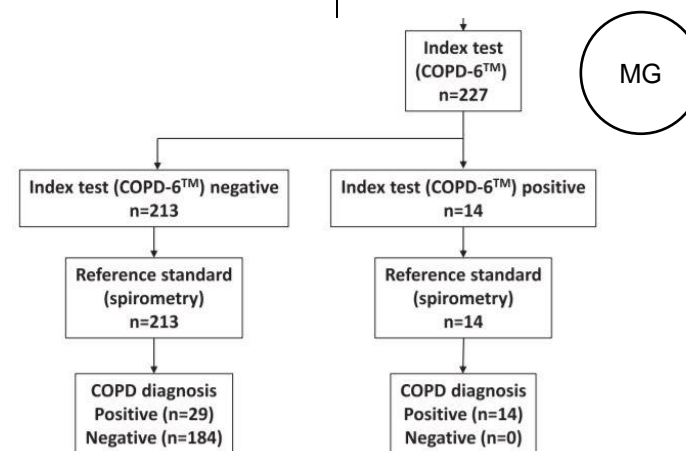 Index test
(COPD-6™)
n=227
MG
Index test (COPD-6™) negative
n=213
Index test (COPD-6™) positive
n=14
Reference standard
(spirometry)
n=213
Reference standard
(spirometry)
n=14
COPD diagnosis
Positive (n=29)
Negative (n=184)
COPD diagnosis
Positive (n=14)
Negative (n=0)